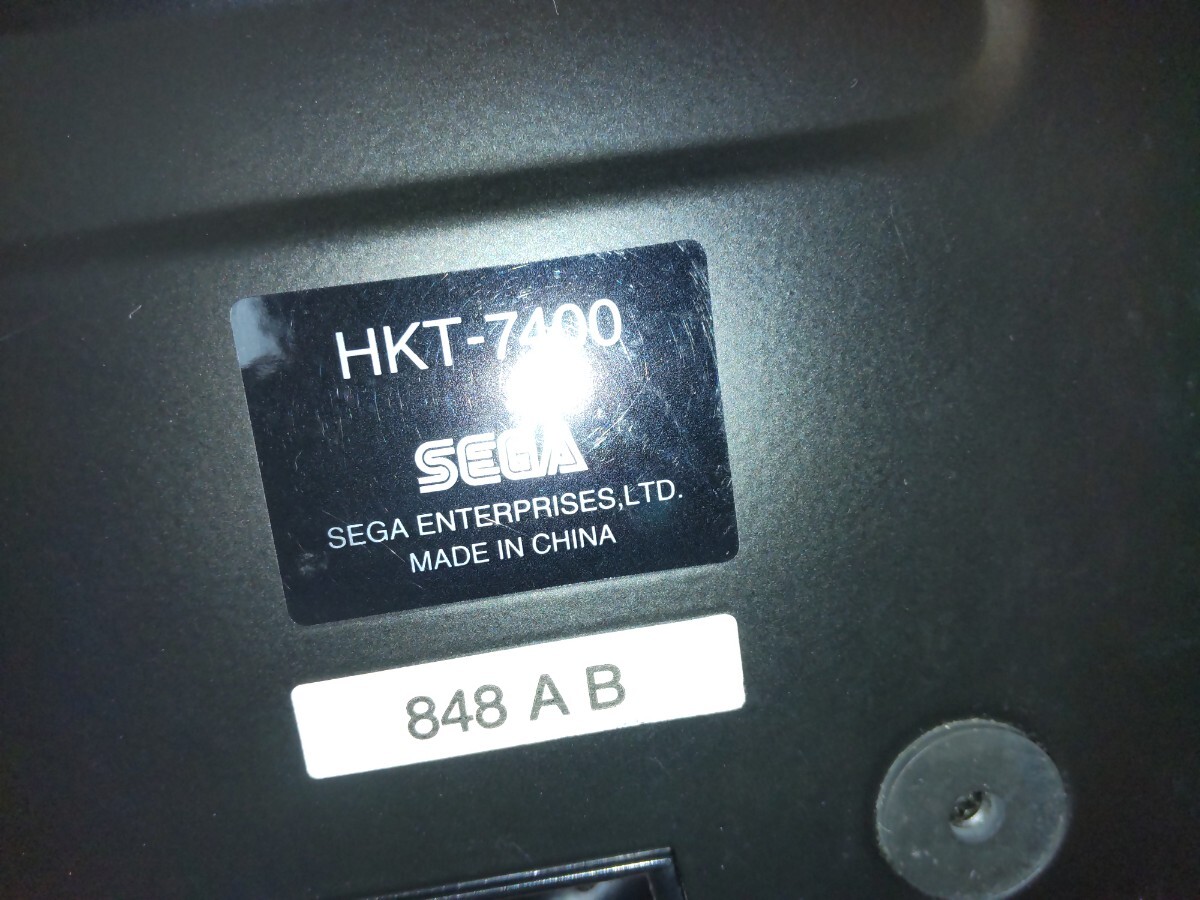 HKT-7400
SEGA
SEGA ENTERPRISES,LTD.
MADE IN CHINA
848 A B